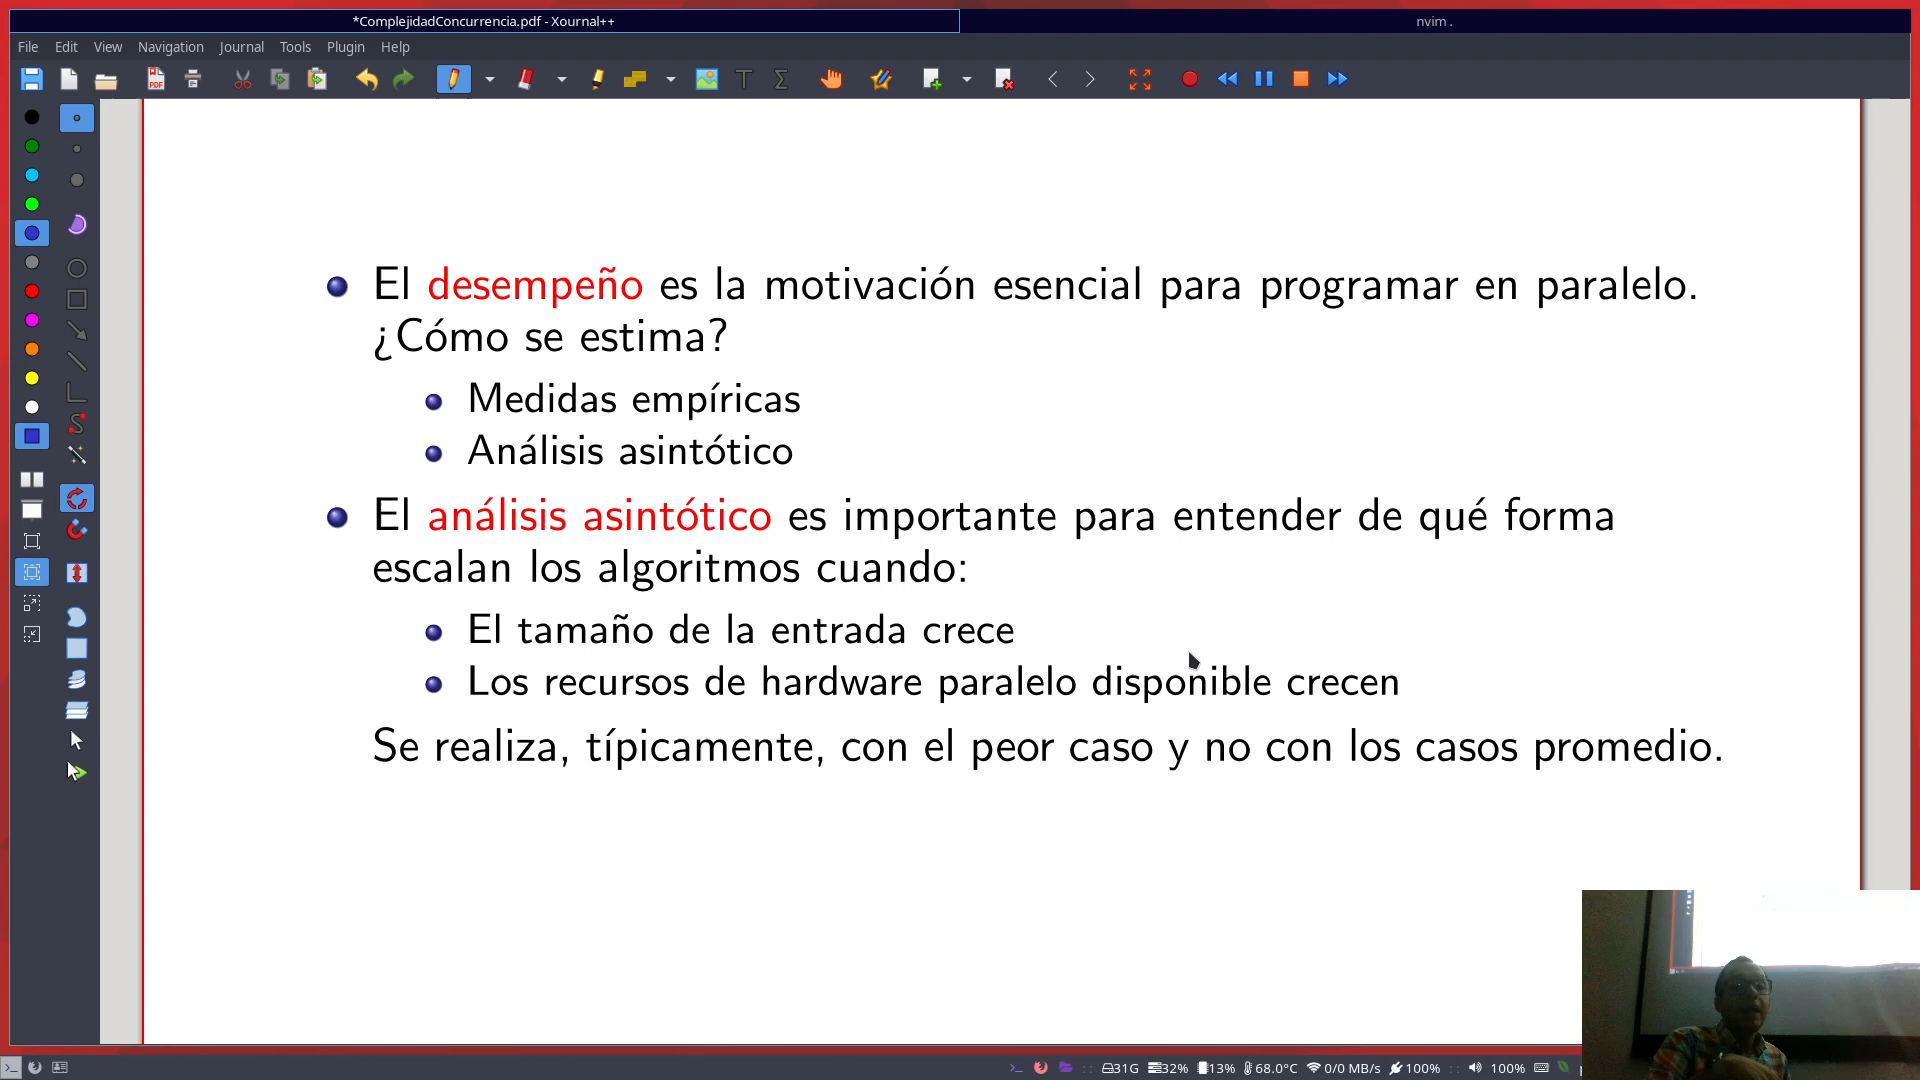 *ComplejidadConcurrencia.pdf - Xournal++
nvim .
File Edit View Navigation Journal Tools Plugin Help
El desempeño es la motivación esencial para programar en paralelo.
¿Cómo se estima?
Medidas empíricas
Análisis asintótico
El análisis asintótico es importante para entender de qué forma
escalan los algoritmos cuando:
El tamaño de la entrada crece
Los recursos de hardware paralelo disponible crecen
Se realiza, típicamente, con el peor caso y no con los casos promedio.
31G 32% 13% 68.0°C 0/0 MB/s 100% 100%